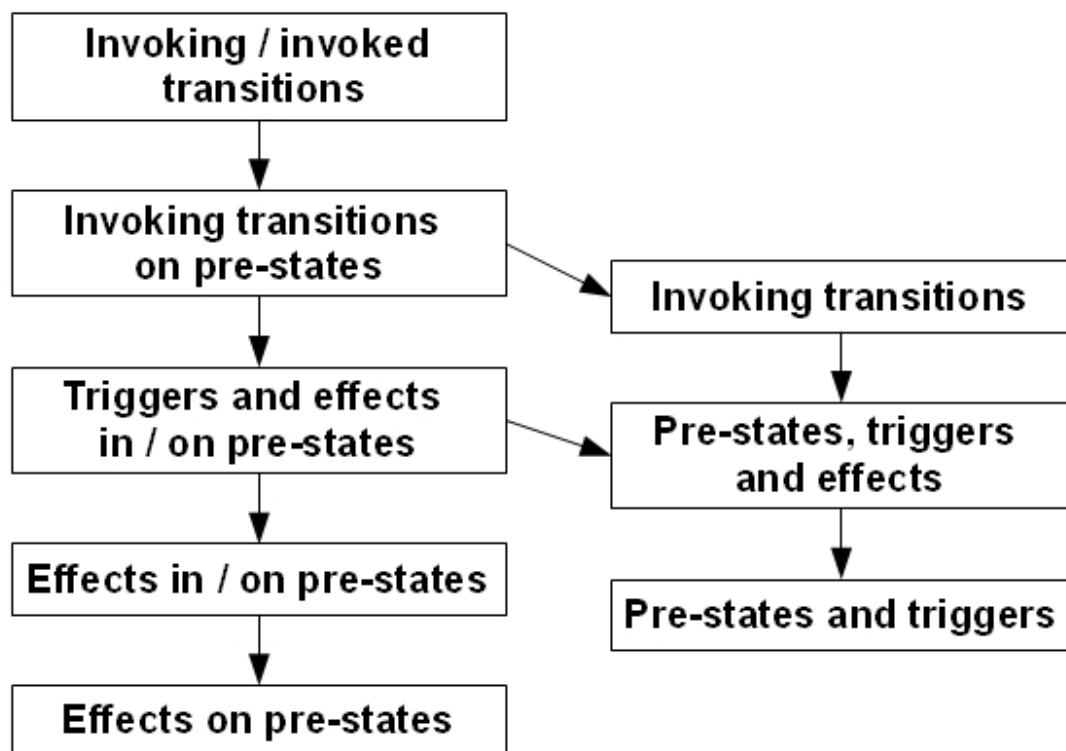 Invoking / invoked
transitions
Invoking transitions
on pre-states
Invoking transitions
Triggers and effects
in / on pre-states
Pre-states, triggers
and effects
Effects in / on pre-states
Pre-states and triggers
Effects on pre-states